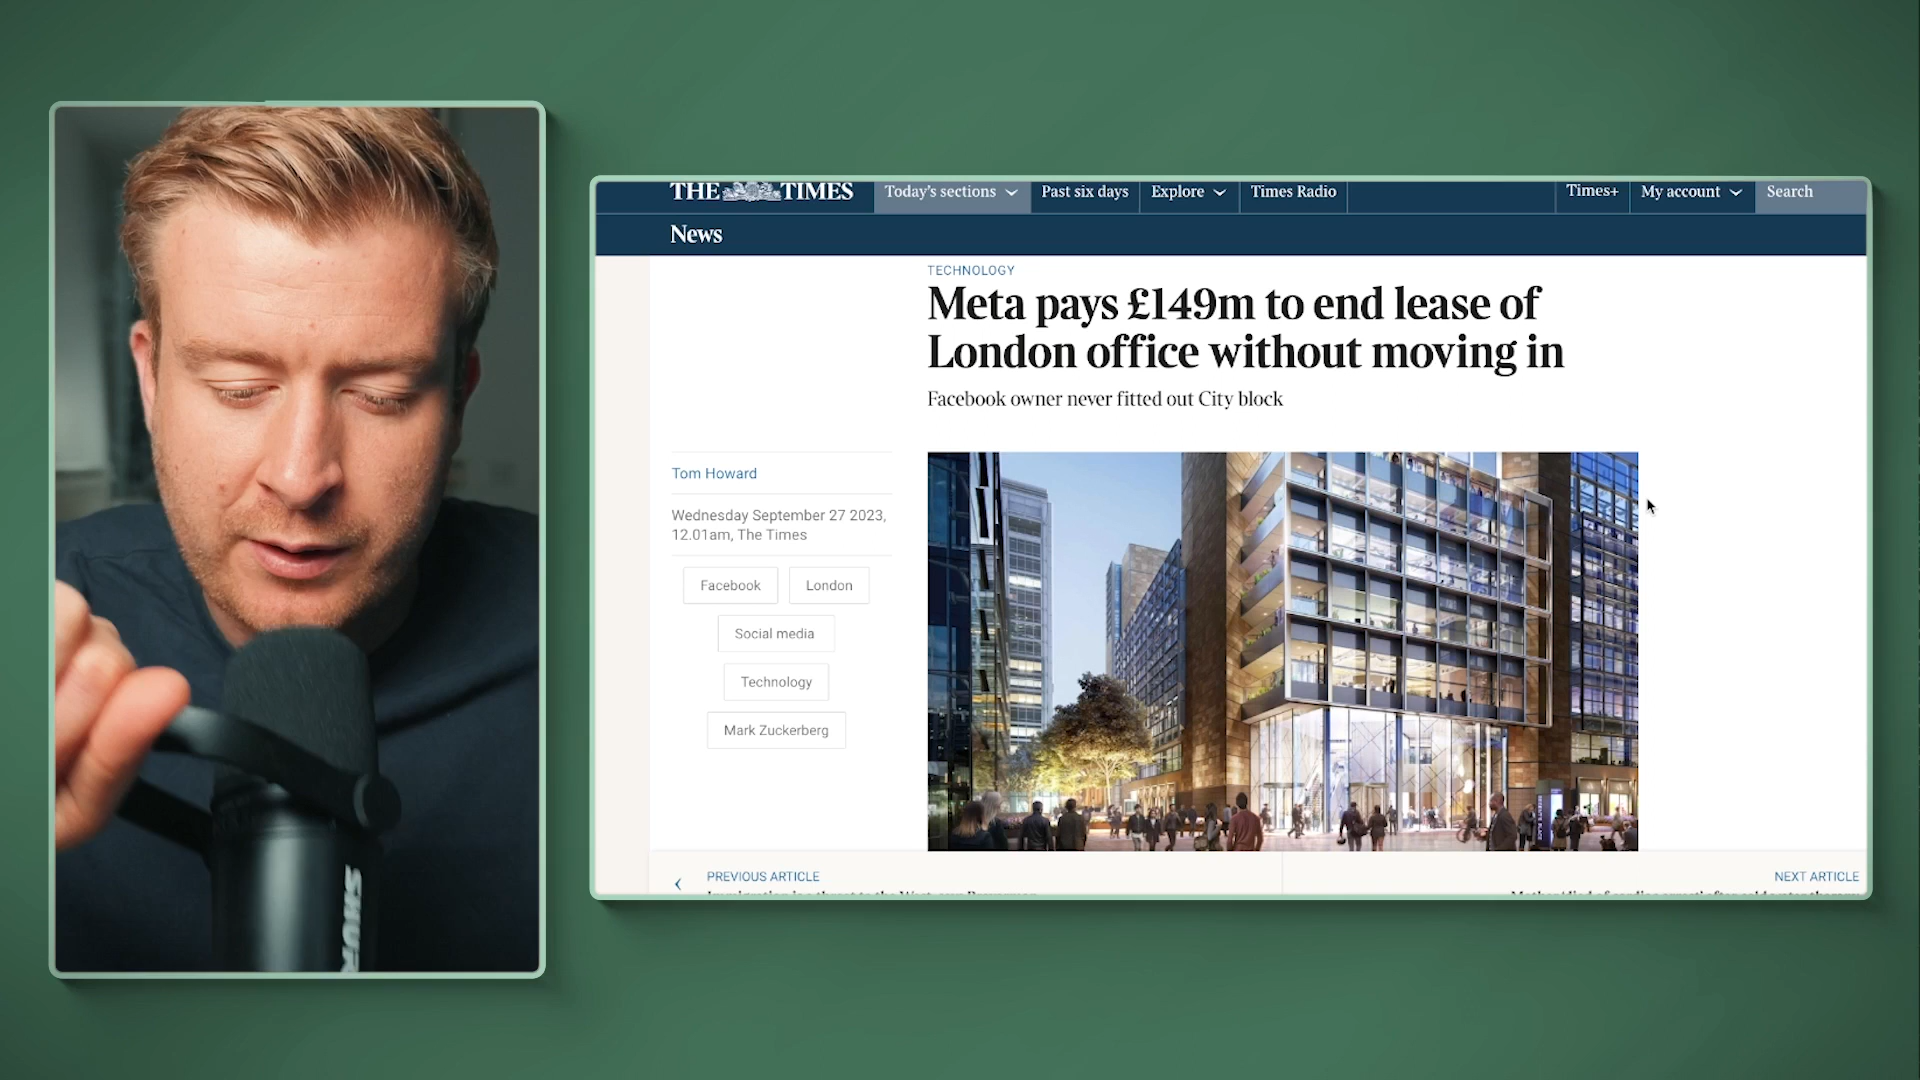 THE TIMES
Today's sections
Past six days
Explore
Times Radio
Times+
My account
Search
News
TECHNOLOGY
Meta pays £149m to end lease of
London office without moving in
Facebook owner never fitted out City block
Tom Howard
Wednesday September 27 2023,
12.01am, The Times
Facebook
London
Social media
Technology
Mark Zuckerberg
PREVIOUS ARTICLE
NEXT ARTICLE
SHUR